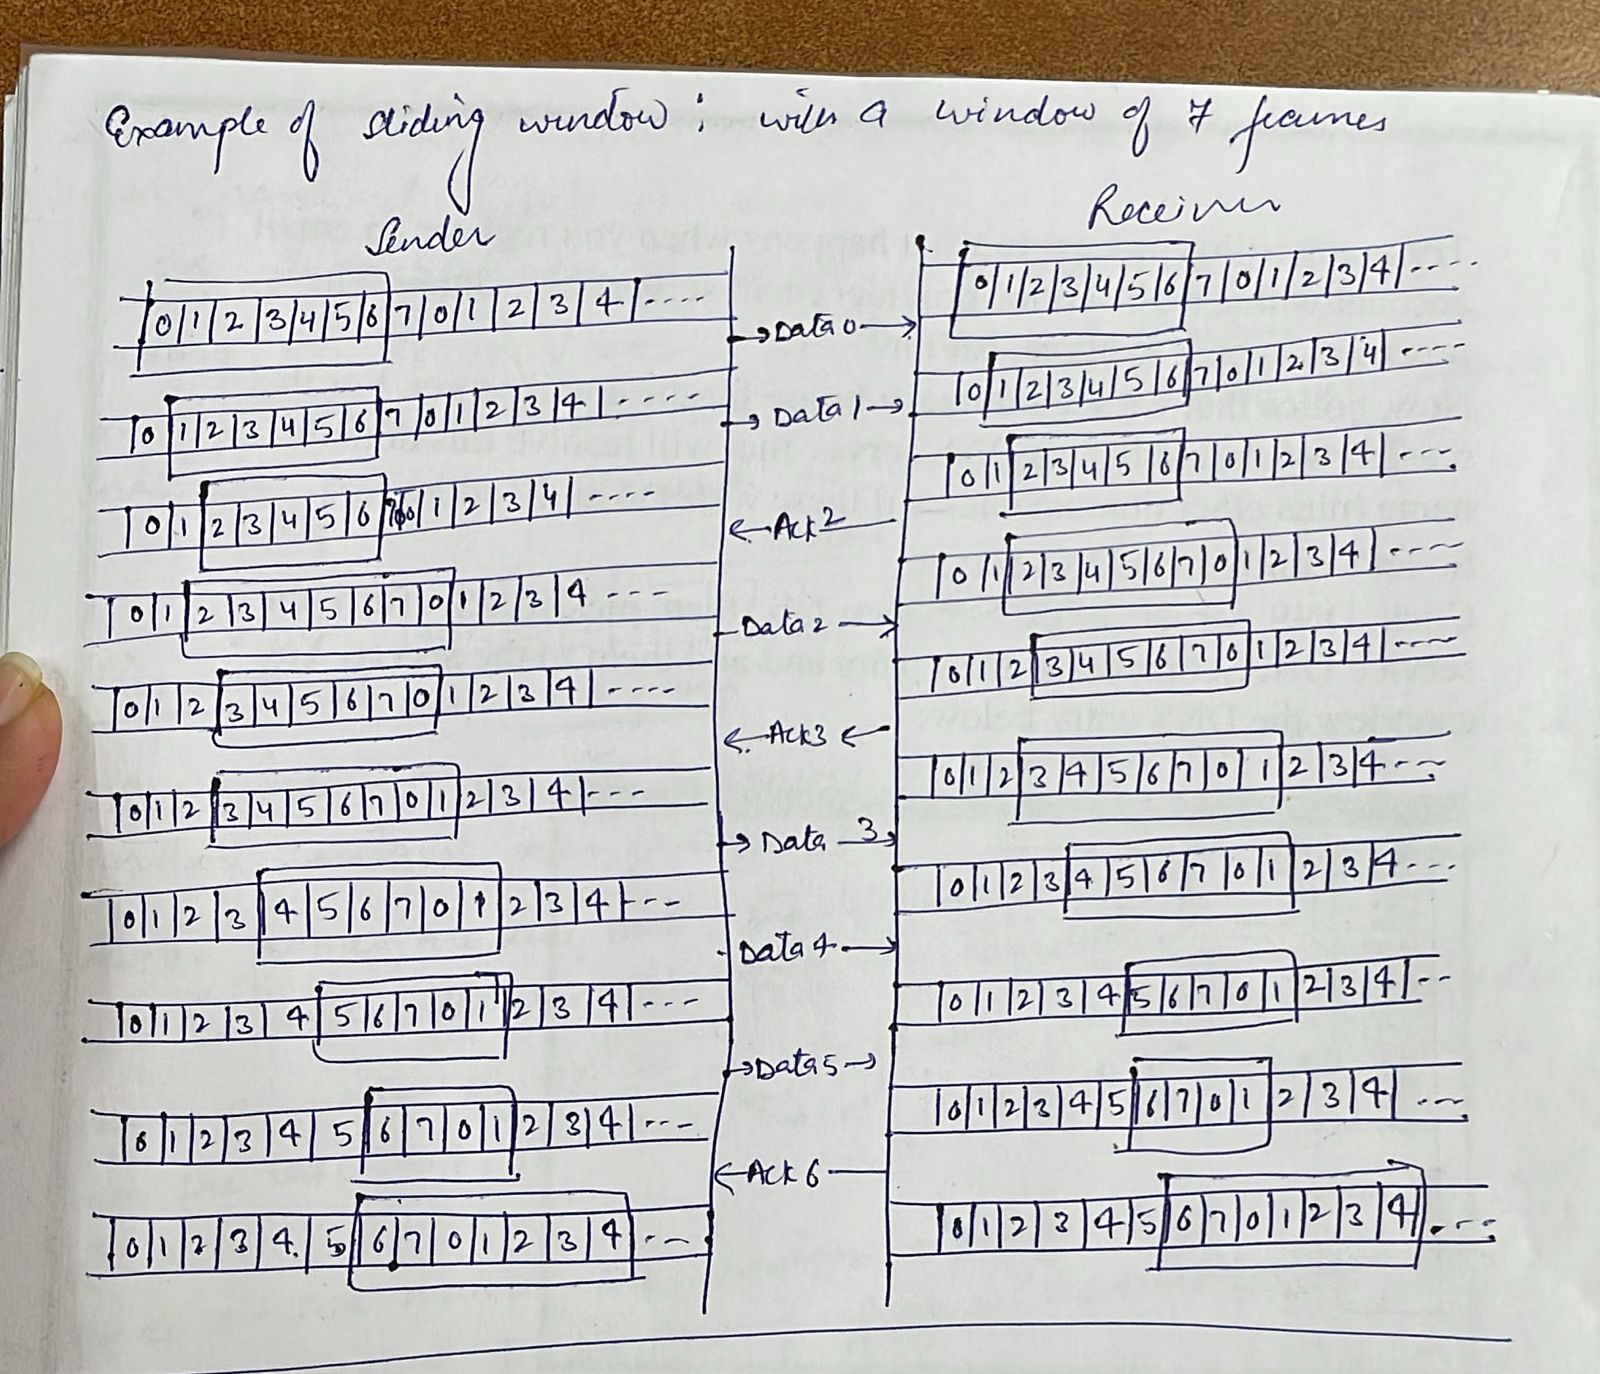 Example of sliding window : with a window of 7 frames
Sender
Receiver
0 1 2 3 4 5 6 7 0 1 2 3 4 ----
0 1 2 3 4 5 6 7 0 1 2 3 4 ----
Data 0
0 1 2 3 4 5 6 7 0 1 2 3 4 ----
0 1 2 3 4 5 6 7 0 1 2 3 4 ----
Data 1
0 1 2 3 4 5 6 7 0 1 2 3 4 ----
0 1 2 3 4 5 6 7 0 1 2 3 4 ---.
Ack 2
0 1 2 3 4 5 6 7 0 1 2 3 4 ---
0 1 2 3 4 5 6 7 0 1 2 3 4 ----
Data 2
0 1 2 3 4 5 6 7 0 1 2 3 4 ----
0 1 2 3 4 5 6 7 0 1 2 3 4 ----
Ack 3
0 1 2 3 4 5 6 7 0 1 2 3 4 ---
0 1 2 3 4 5 6 7 0 1 2 3 4 ---
Data 3
0 1 2 3 4 5 6 7 0 1 2 3 4 ---
0 1 2 3 4 5 6 7 0 1 2 3 4 ---
Data 4
0 1 2 3 4 5 6 7 0 1 2 3 4 ---
0 1 2 3 4 5 6 7 0 1 2 3 4 --
Data 5
0 1 2 3 4 5 6 7 0 1 2 3 4 ---
0 1 2 3 4 5 6 7 0 1 2 3 4 ---
Ack 6
0 1 2 3 4 5 6 7 0 1 2 3 4 ---
0 1 2 3 4 5 6 7 0 1 2 3 4 ---